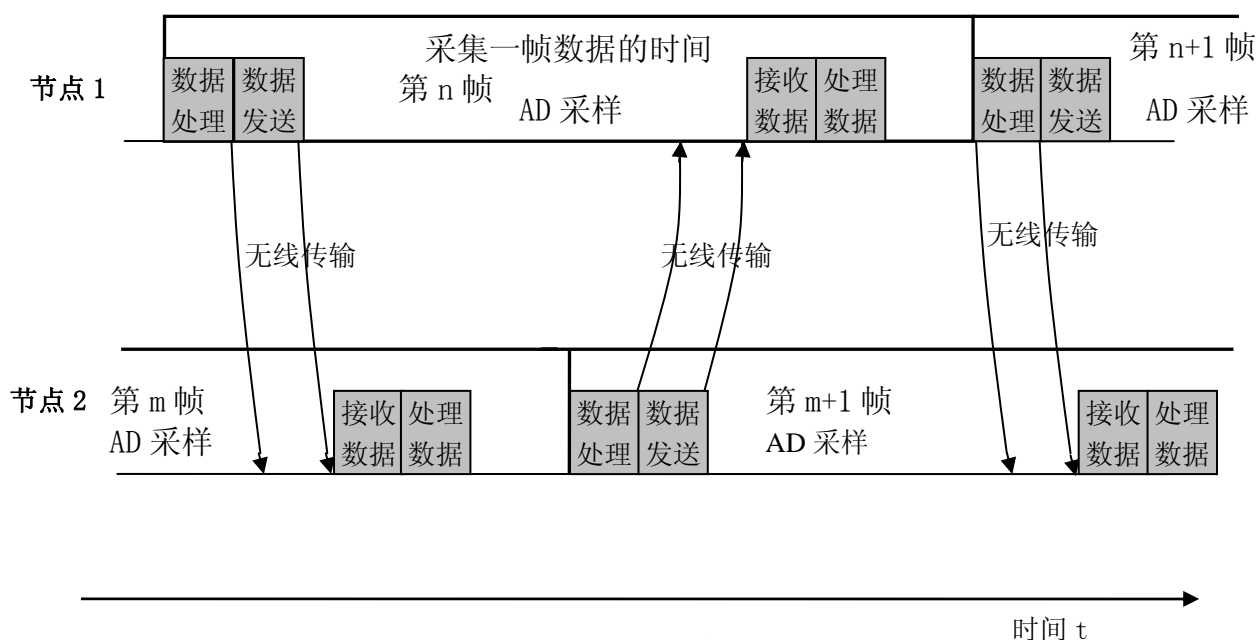 采集一帧数据的时间
第 n+1 帧
节点 1
数据
处理
数据
发送
第 n 帧
AD 采样
接收
数据
处理
数据
数据
处理
数据
发送
AD 采样
无线传输
无线传输
无线传输
节点 2
第 m 帧
AD 采样
接收
数据
处理
数据
数据
处理
数据
发送
第 m+1 帧
AD 采样
接收
数据
处理
数据
时间 t